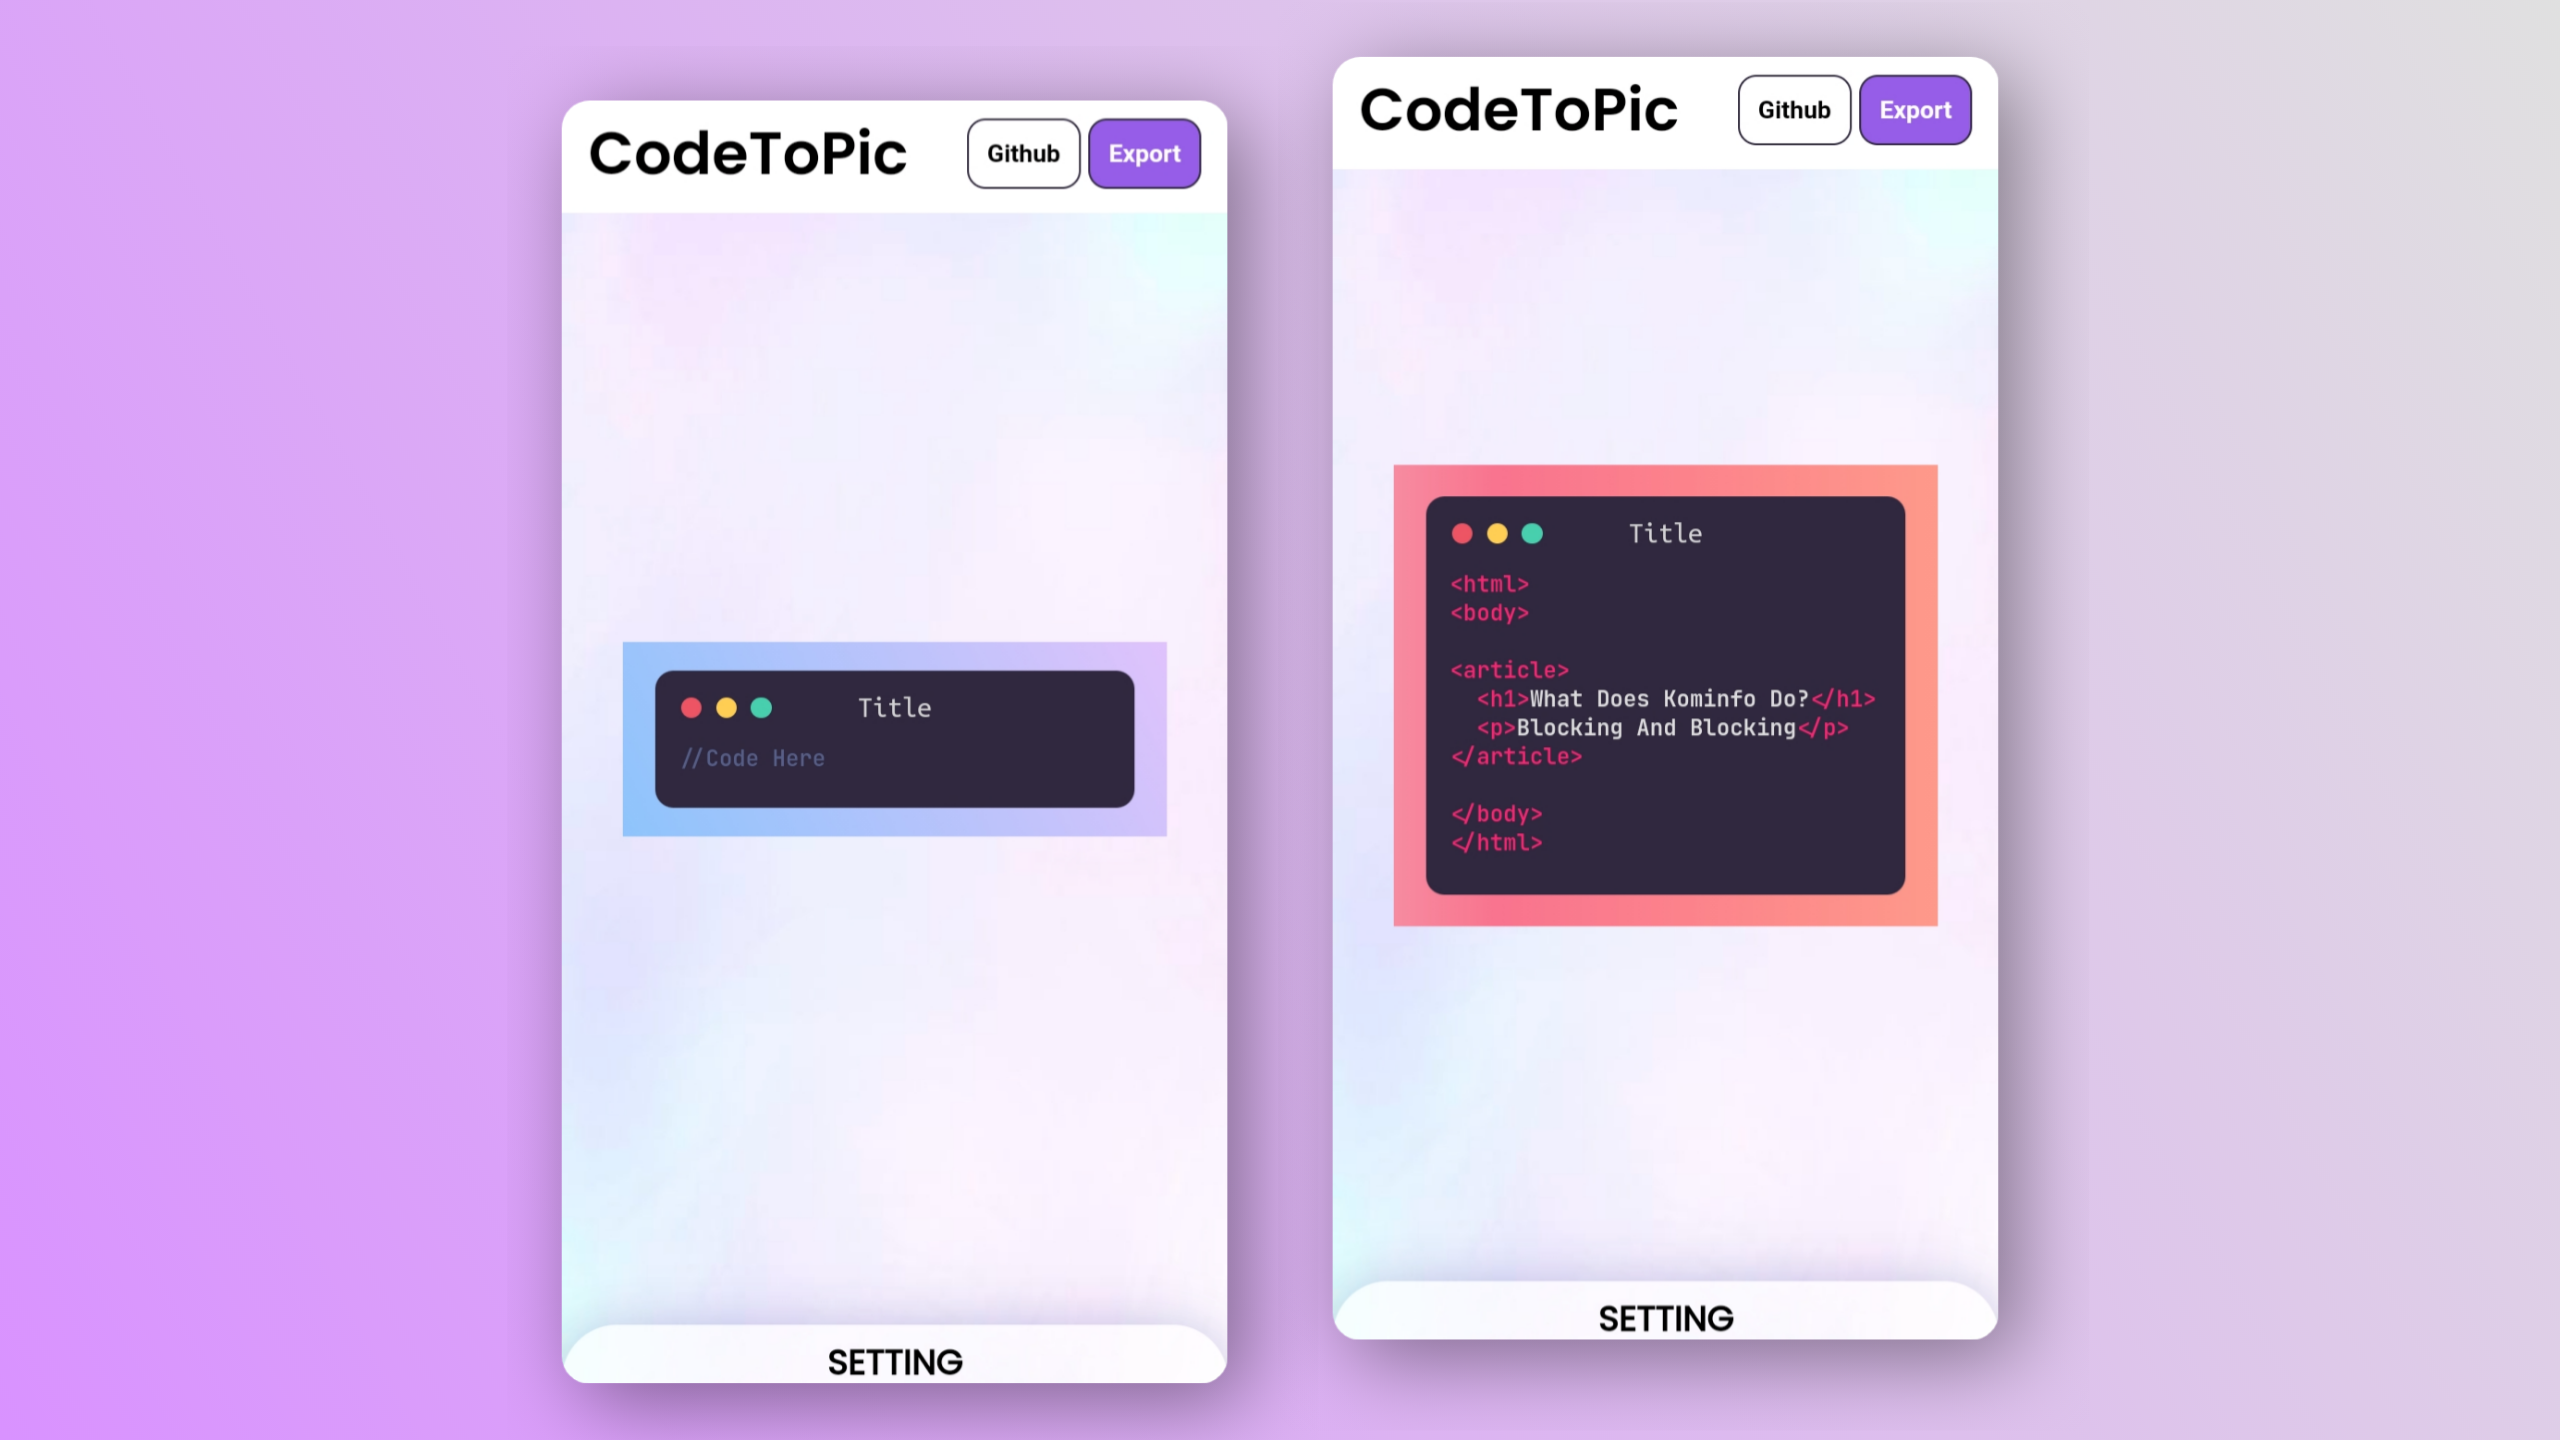 CodeToPic
Github
Export
Title
//Code Here
SETTING
CodeToPic
Github
Export
Title
<html>
<body>
<article>
<h1>What Does Kominfo Do?</h1>
<p>Blocking And Blocking</p>
</article>
</body>
</html>
SETTING